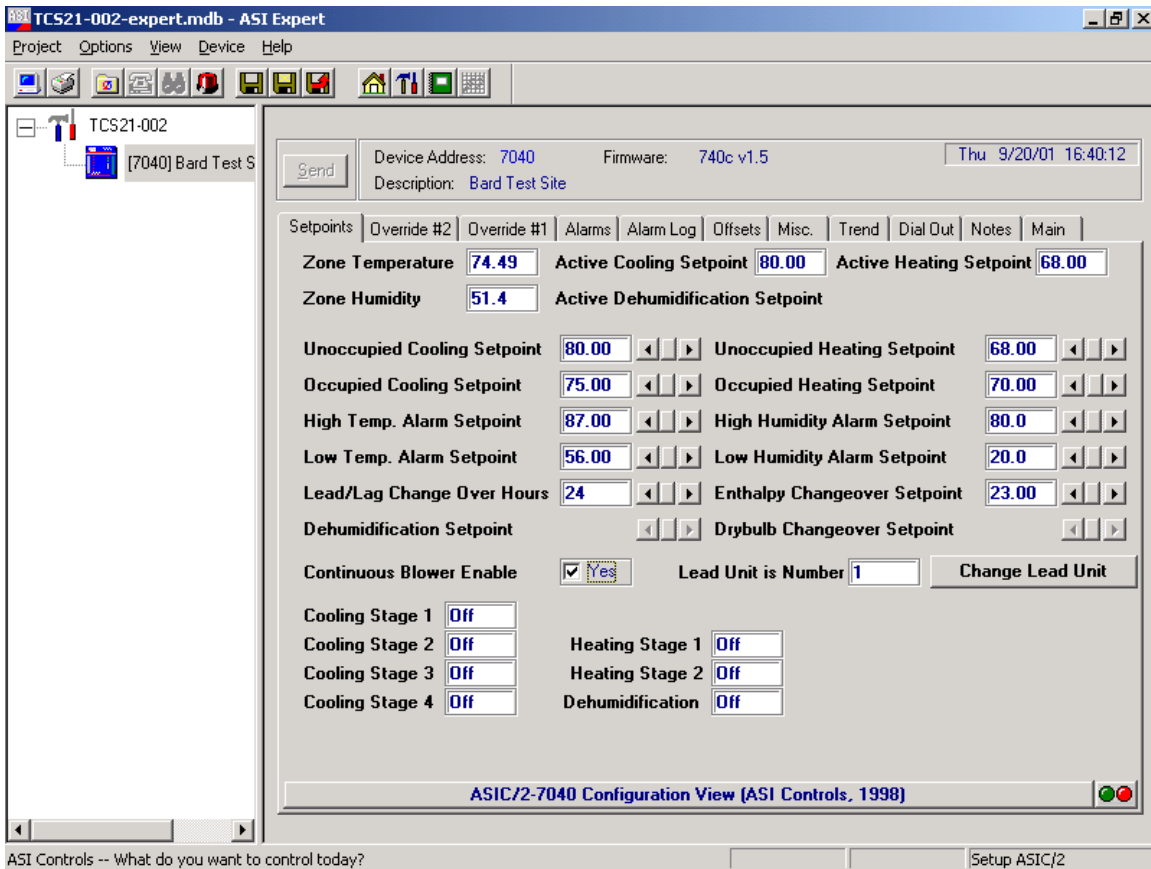 TCS21-002-expert.mdb - ASI Expert
Project Options View Device Help
TCS21-002
[7040] Bard Test S
Send
Device Address: 7040 Firmware: 740c v1.5
Thu 9/20/01 16:40:12
Description: Bard Test Site
Setpoints Override #2 Override #1 Alarms Alarm Log Offsets Misc. Trend Dial Out Notes Main
Zone Temperature 74.49 Active Cooling Setpoint 80.00 Active Heating Setpoint 68.00
Zone Humidity 51.4 Active Dehumidification Setpoint
Unoccupied Cooling Setpoint 80.00 Unoccupied Heating Setpoint 68.00
Occupied Cooling Setpoint 75.00 Occupied Heating Setpoint 70.00
High Temp. Alarm Setpoint 87.00 High Humidity Alarm Setpoint 80.0
Low Temp. Alarm Setpoint 56.00 Low Humidity Alarm Setpoint 20.0
Lead/Lag Change Over Hours 24 Enthalpy Changeover Setpoint 23.00
Dehumidification Setpoint Drybulb Changeover Setpoint
Continuous Blower Enable Yes Lead Unit is Number 1 Change Lead Unit
Cooling Stage 1 Off
Cooling Stage 2 Off Heating Stage 1 Off
Cooling Stage 3 Off Heating Stage 2 Off
Cooling Stage 4 Off Dehumidification Off
ASIC/2-7040 Configuration View (ASI Controls, 1998)
ASI Controls -- What do you want to control today?
Setup ASIC/2